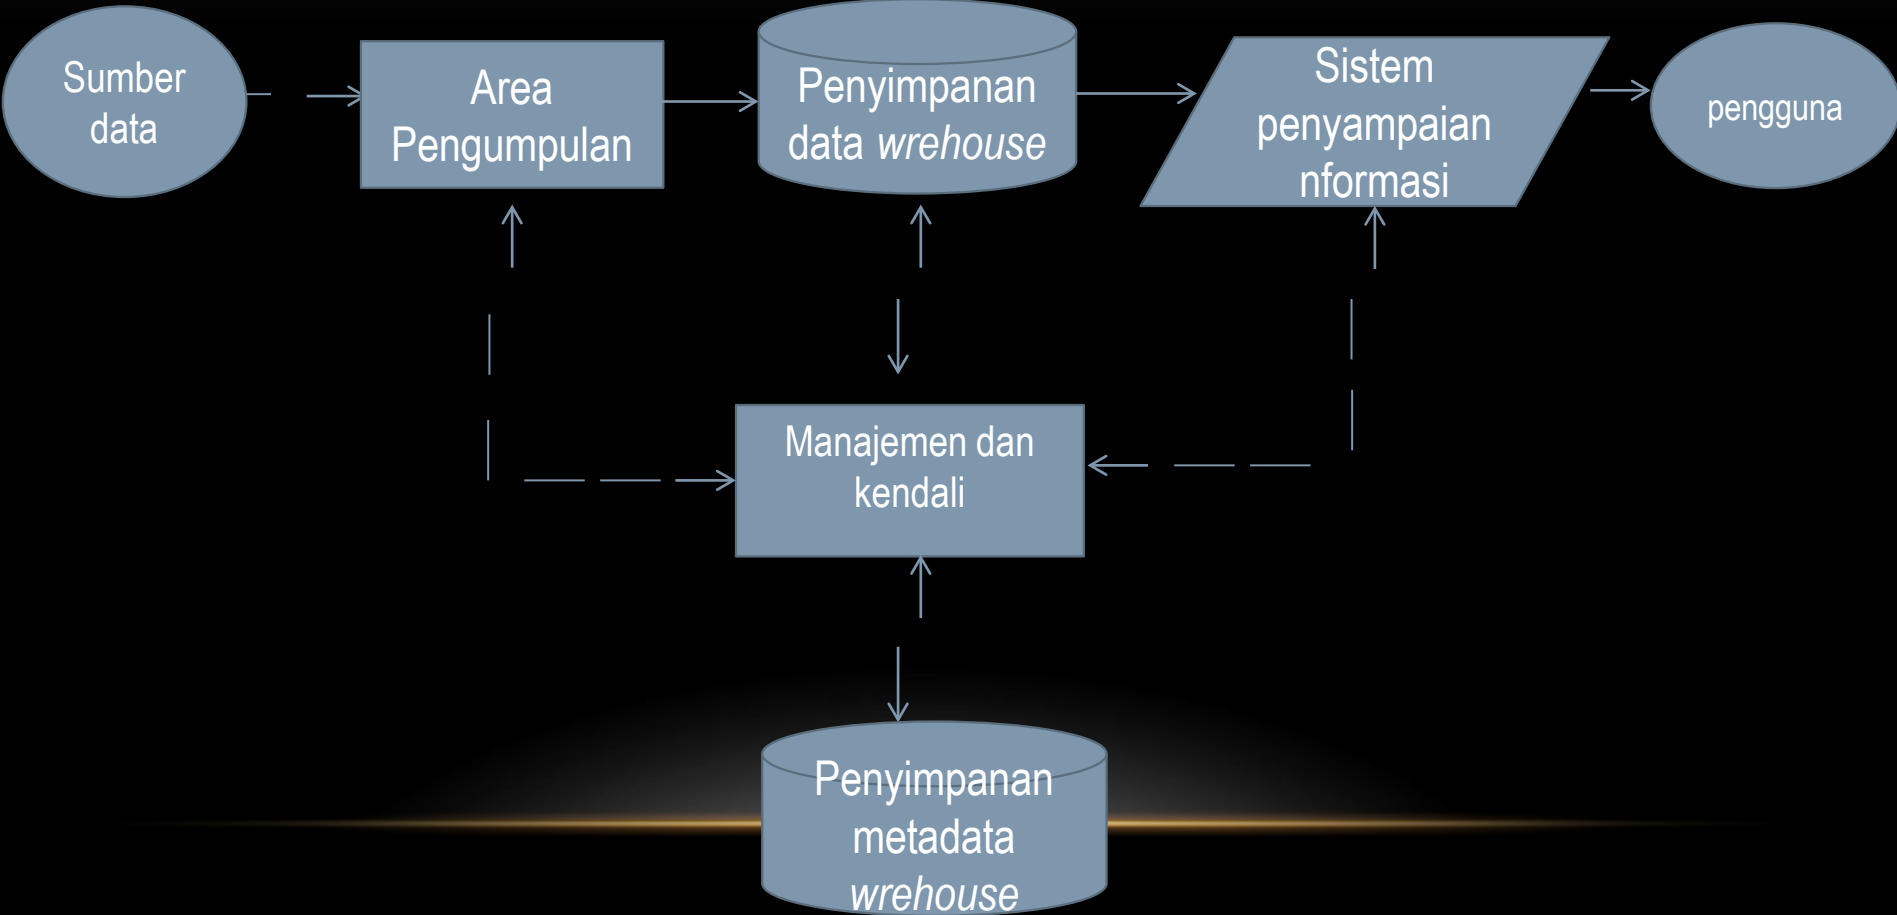 Sumber
data
Area
Pengumpulan
Penyimpanan
data wrehouse
Sistem
penyampaian
nformasi
pengguna
Manajemen dan
kendali
Penyimpanan
metadata
wrehouse